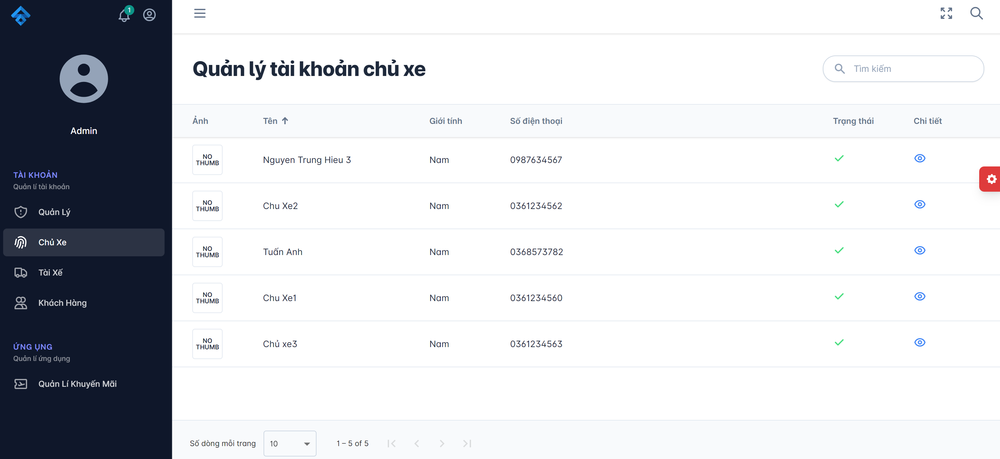 1
Admin
TÀI KHOẢN
Quản lí tài khoản
Quản Lý
Chủ Xe
Tài Xế
Khách Hàng
ỨNG ỤNG
Quản lí ứng dụng
Quản Lí Khuyến Mãi
Quản lý tài khoản chủ xe
Tìm kiếm
Ảnh Tên Giới tính Số điện thoại Trạng thái Chi tiết
NO
THUMB
Nguyen Trung Hieu 3 Nam 0987634567
NO
THUMB
Chu Xe2 Nam 0361234562
NO
THUMB
Tuấn Anh Nam 0368573782
NO
THUMB
Chu Xe1 Nam 0361234560
NO
THUMB
Chủ xe3 Nam 0361234563
Số dòng mỗi trang 10 1 – 5 of 5